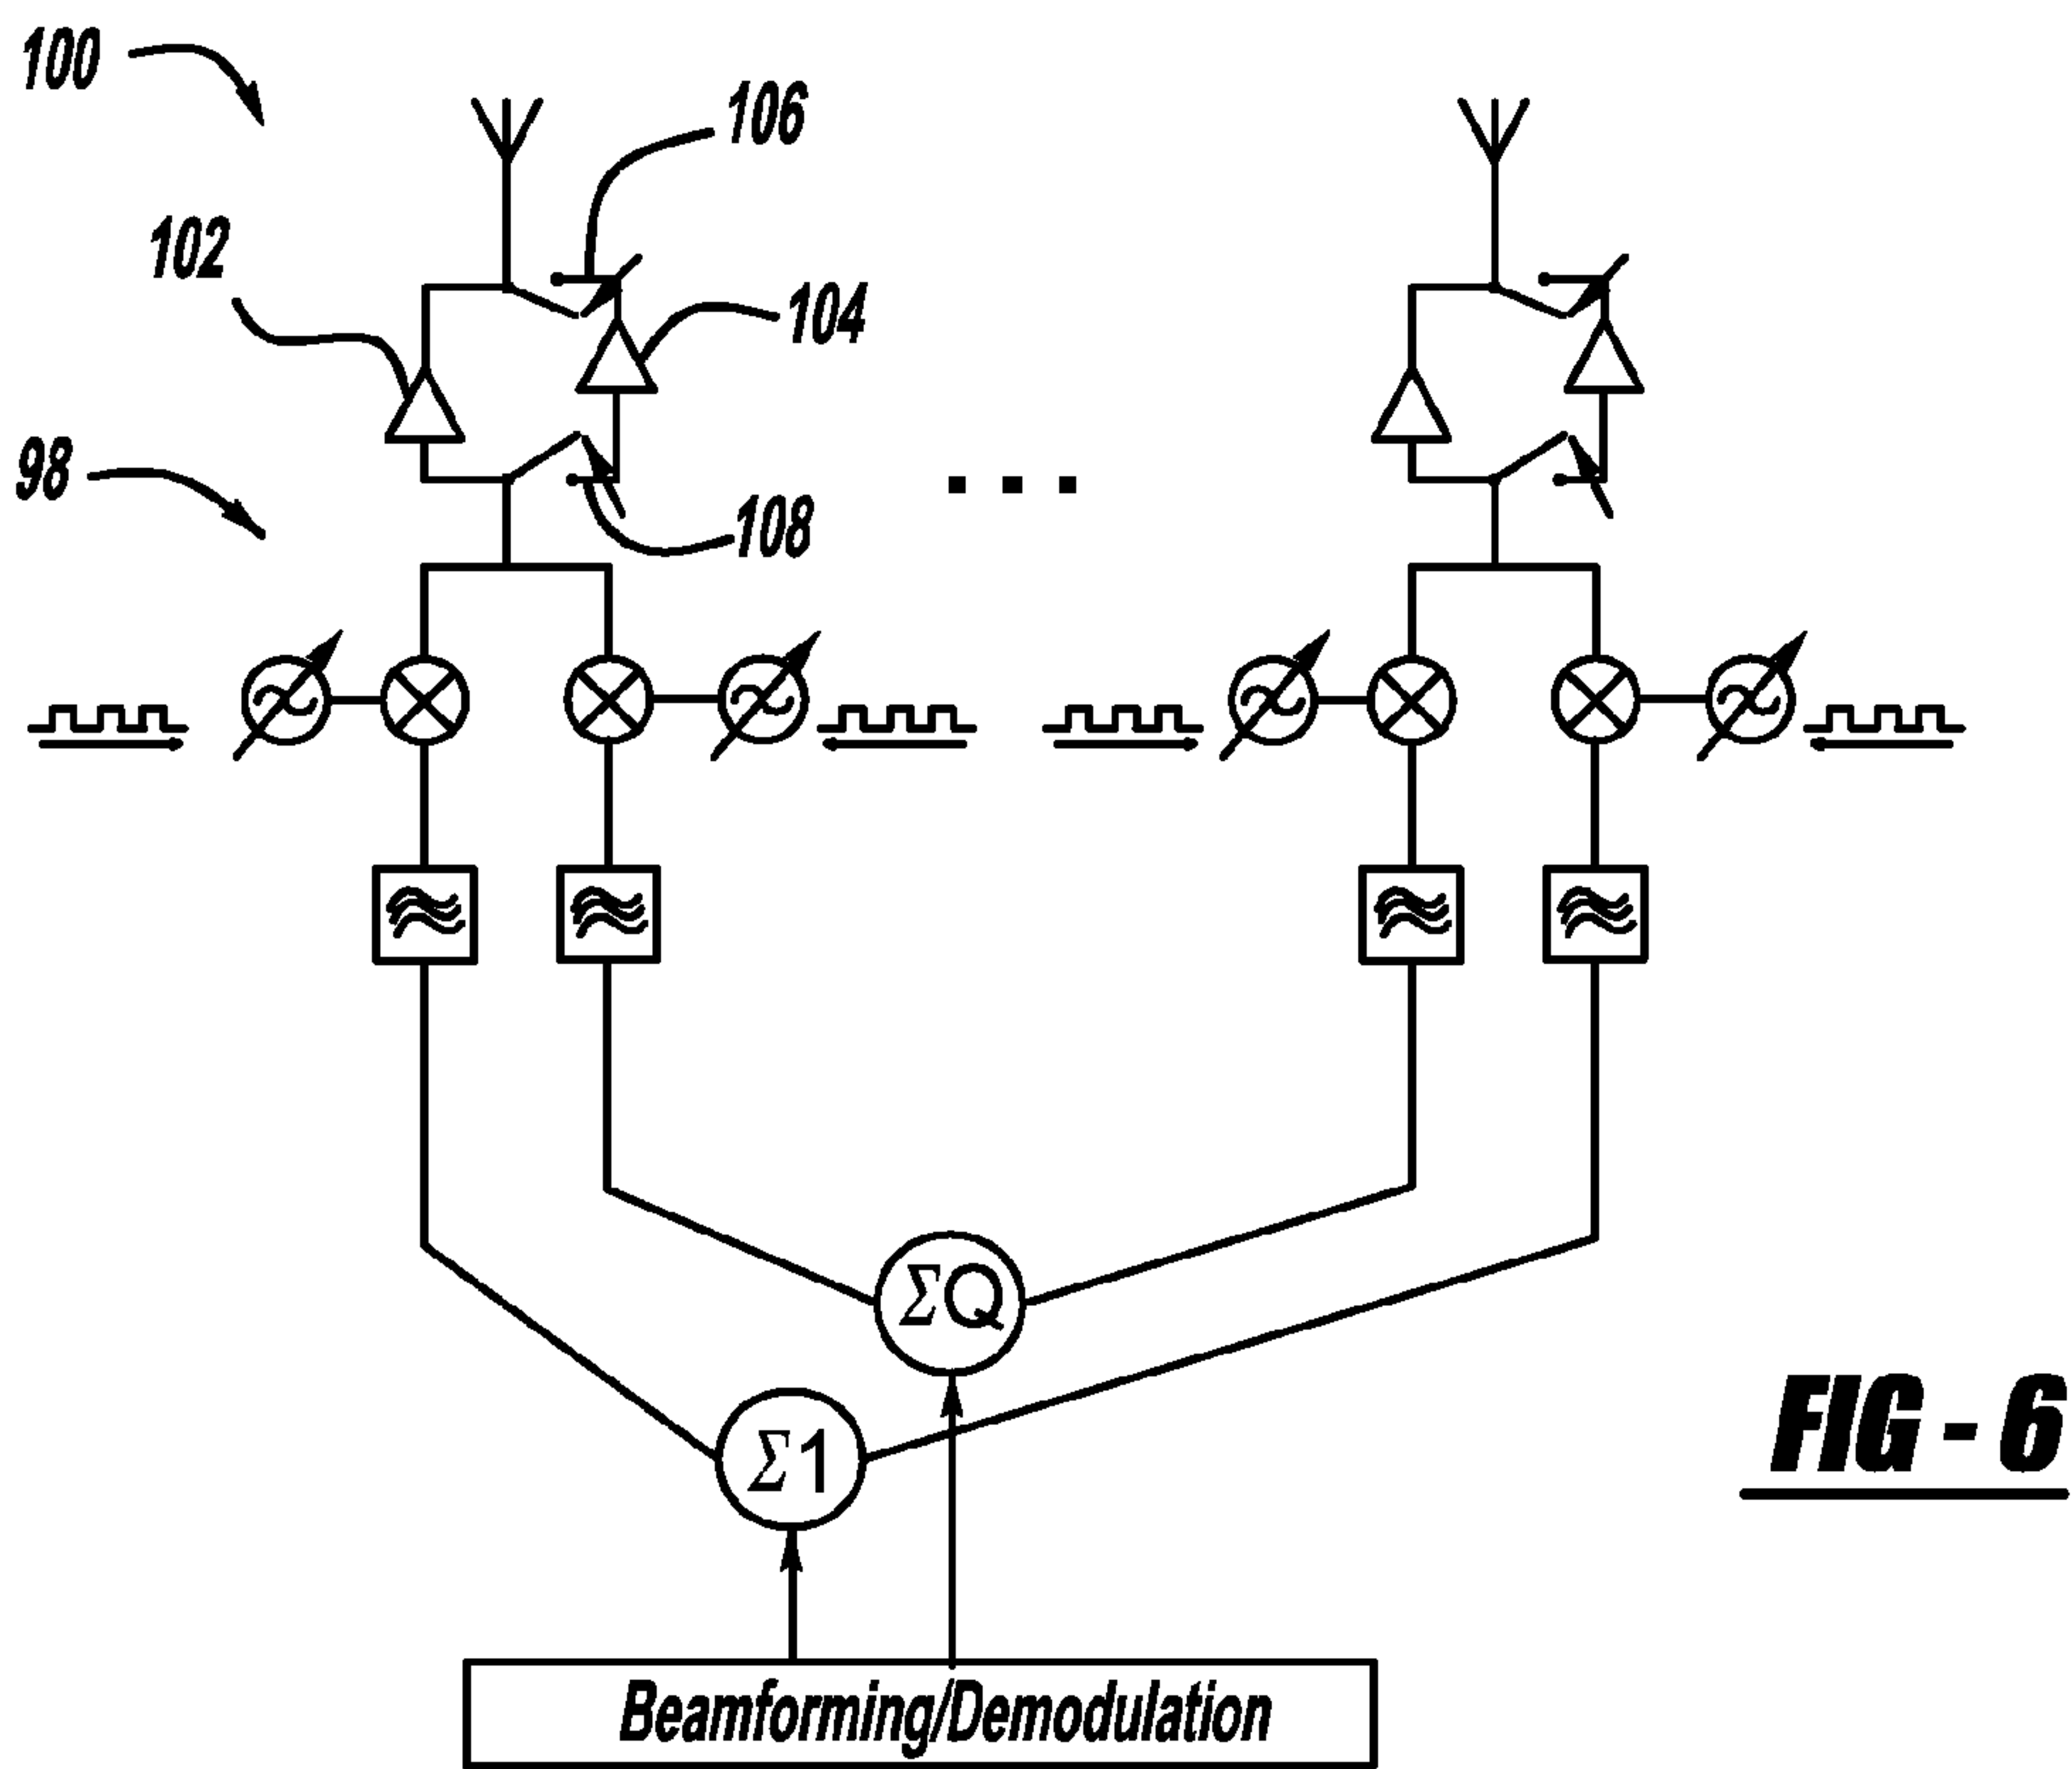 100
106
102
104
98
108
ΣQ
Σ1
FIG - 6
Beamforming/Demodulation